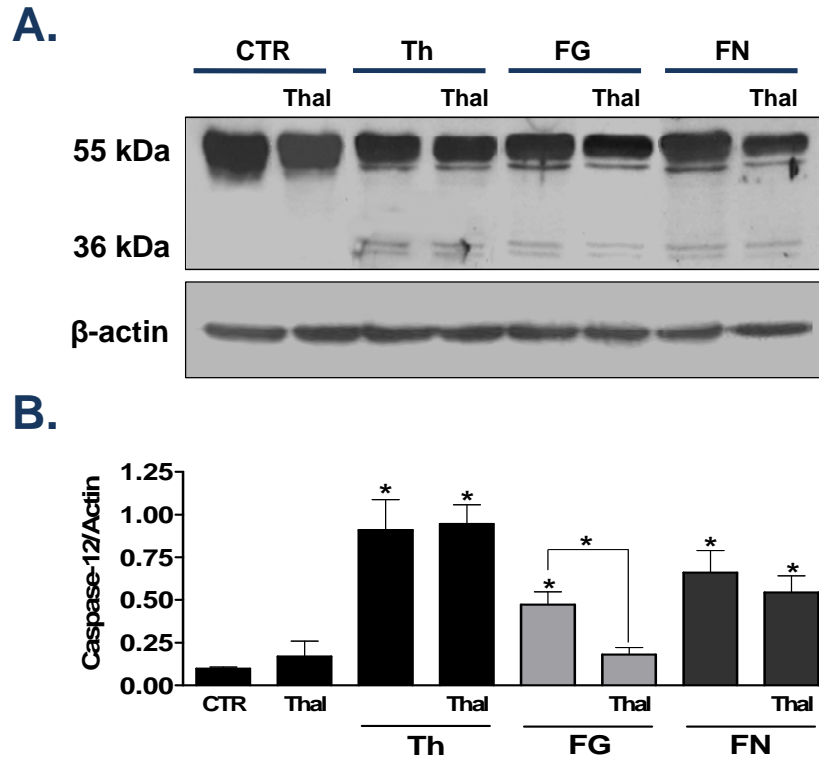 A.
CTR Th FG FN
Thal Thal Thal Thal
55 kDa
36 kDa
β-actin
B.
Caspase-12/Actin
1.25
1.00
0.75
0.50
0.25
0.00
* * * * * *
CTR Thal Thal Thal Thal
Th FG FN